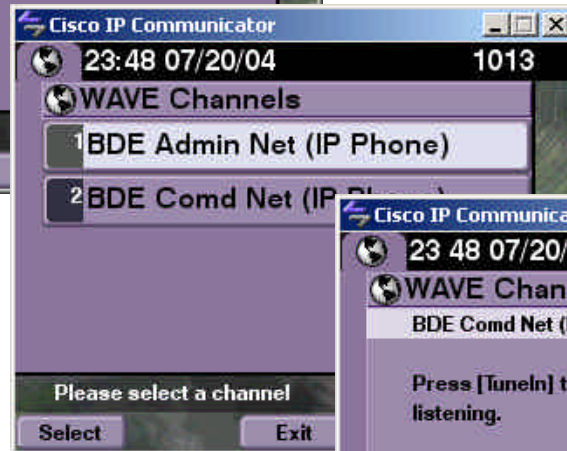 Cisco IP Communicator
23:48 07/20/04 1013
WAVE Channels
1 BDE Admin Net (IP Phone)
2 BDE Comd Net (IP
Please select a channel
Select Exit
Cisco IP
23 48 07/20/
WAVE
BDE Comd Net (
Press [TuneIn]
listening.